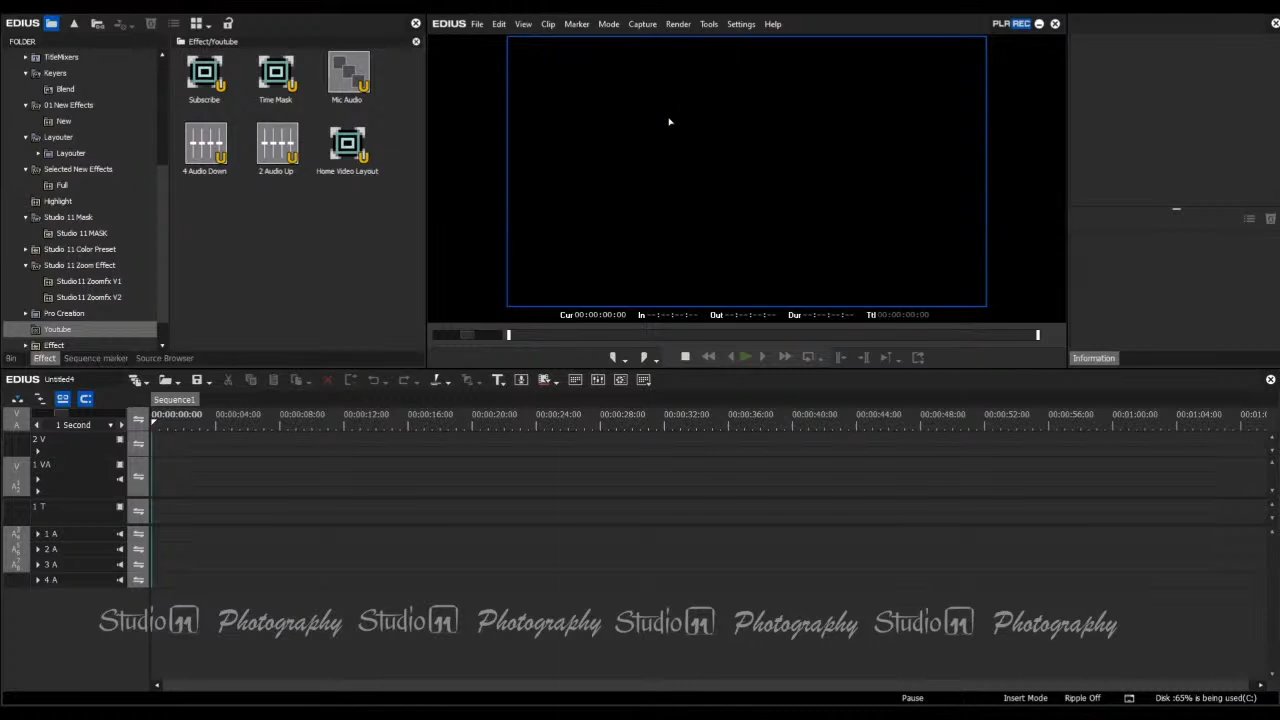 EDIUS
FOLDER
TitleMixers
Keyers
Blend
01 New Effects
New
Layouter
Layouter
Selected New Effects
Full
Highlight
Studio 11 Mask
Studio 11 MASK
Studio 11 Color Preset
Studio 11 Zoom Effect
Studio11 Zoomfx V1
Studio11 Zoomfx V2
Pro Creation
Youtube
Effect
Bin Effect Sequence marker Source Browser
Effect/Youtube
Subscribe Time Mask Mic Audio
4 Audio Down 2 Audio Up Home Video Layout
EDIUS File Edit View Clip Marker Mode Capture Render Tools Settings Help PLR REC
Cur 00:00:00:00 In --:--:--:-- Out --:--:--:-- Dur --:--:--:-- Ttl 00:00:00:00
Information
EDIUS Untitled4
Sequence1
V
A
1 Second
00:00:00:00 00:00:04:00 00:00:08:00 00:00:12:00 00:00:16:00 00:00:20:00 00:00:24:00 00:00:28:00 00:00:32:00 00:00:36:00 00:00:40:00 00:00:44:00 00:00:48:00 00:00:52:00 00:00:56:00 00:01:00:00 00:01:04:00 00:01:0
2 V
V 1 VA
A12
1 T
1 A
2 A
3 A
4 A
Studio 11 Photography Studio 11 Photography Studio 11 Photography Studio 11 Photography
Pause Insert Mode Ripple Off Disk :65% is being used(C:)